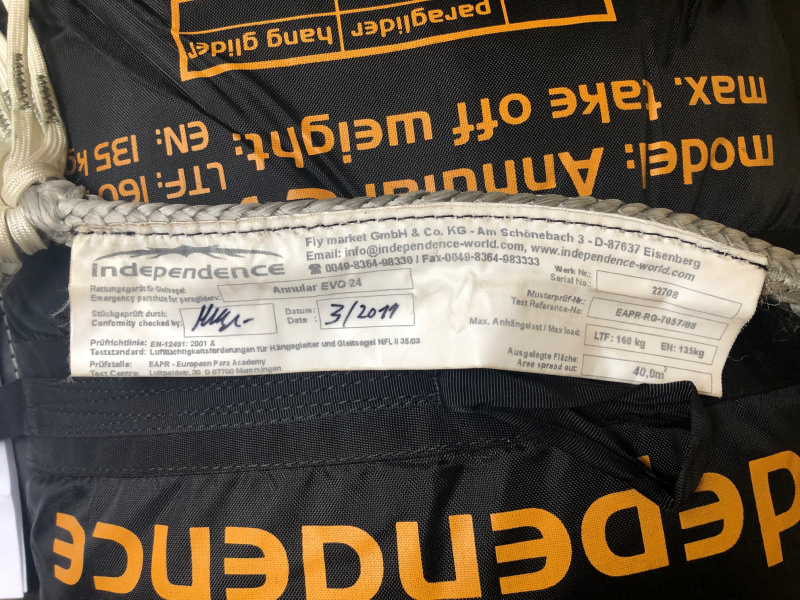 paraglider | hang glider
max. take off weight: EN: 135 kg
LTF: 160
model: Annular
independence
Fly market GmbH & Co. KG - Am Schönebach 3 - D-87637 Eisenberg
Email: info@independence-world.com, www.independence-world.com
☎ 0049-8364-98330 / Fax-0049-8364-983333
Rettungsgerät für Gleitsegel:
Emergency parashute for paragliders:
Annular EVO 24
Werk Nr.:
Serial No.:
22708
Stückgeprüft durch:
Conformity checked by:
Datum:
Date :
3/2011
Musterprüf-Nr.:
Test Reference-No.:
EAPR-RG-7057/08
Max. Anhängelast / Max load:
LTF: 160 kg
EN: 135kg
Prüfrichtlinie: EN-12491: 2001 &
Teststandard: Lufttüchtigkeitsforderungen für Hängegleiter und Gleitsegel NFL II 35/03
Prüfstelle: EAPR - European Para Academy
Test Centre:
Ausgelegte Fläche:
Area spread out:
40,0m²
dependence